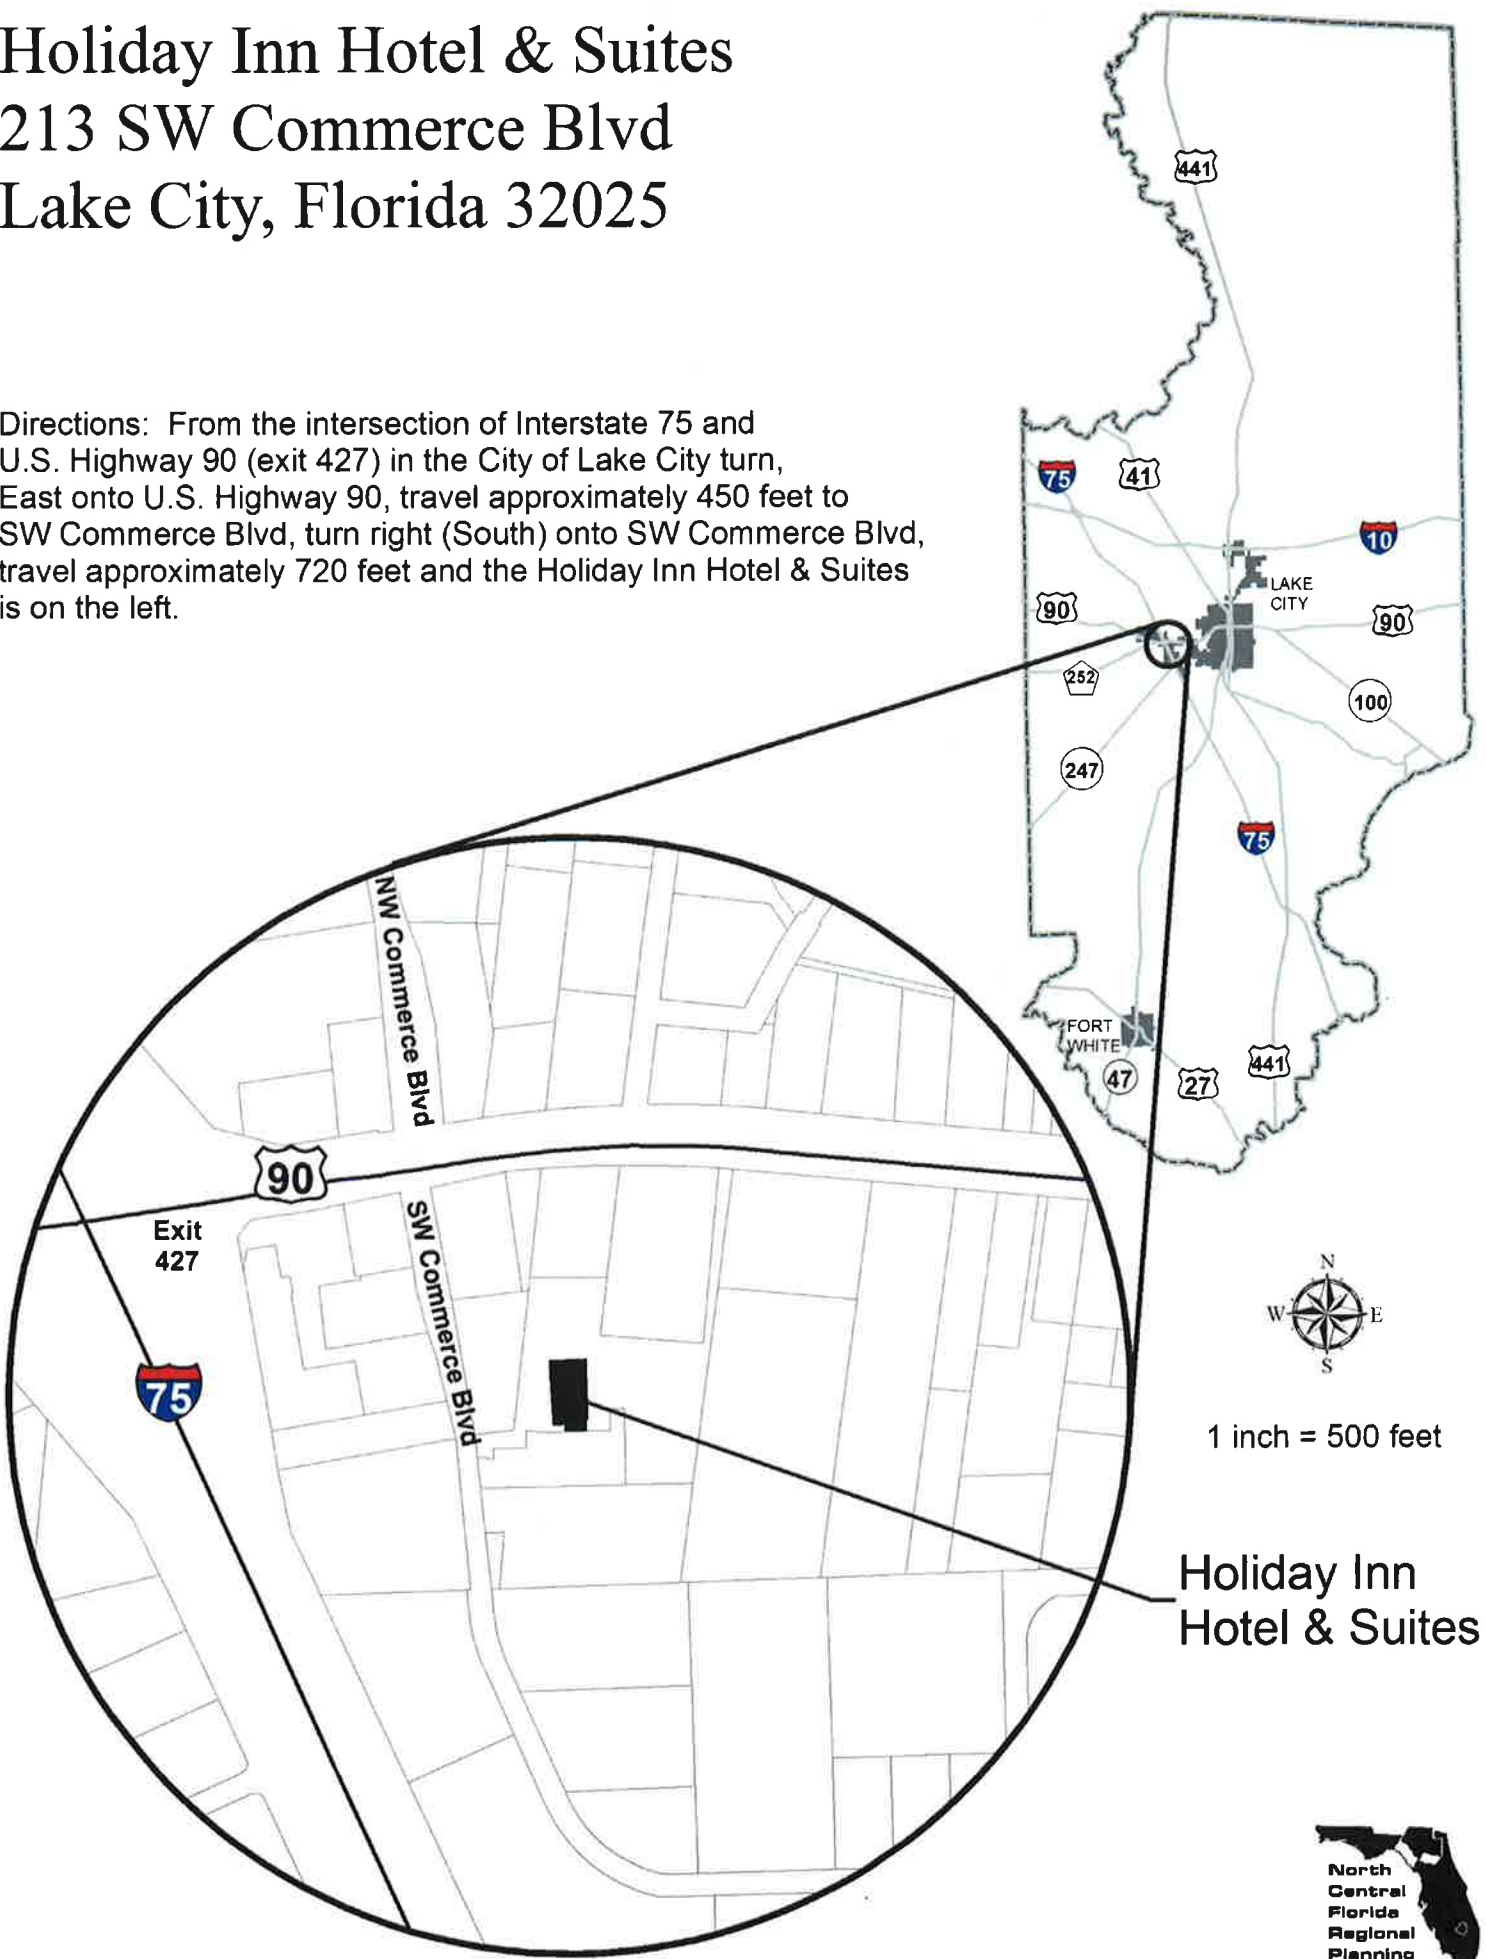 Holiday Inn Hotel & Suites
213 SW Commerce Blvd
Lake City, Florida 32025
Directions: From the intersection of Interstate 75 and
U.S. Highway 90 (exit 427) in the City of Lake City turn,
East onto U.S. Highway 90, travel approximately 450 feet to
SW Commerce Blvd, turn right (South) onto SW Commerce Blvd,
travel approximately 720 feet and the Holiday Inn Hotel & Suites
is on the left.
441
75
41
10
LAKE
CITY
90
90
252
100
247
75
FORT
WHITE
47
27
441
NW Commerce Blvd
90
Exit
427
SW Commerce Blvd
75
N
W E
S
1 inch = 500 feet
Holiday Inn
Hotel & Suites
North
Central
Florida
Regional
Planning